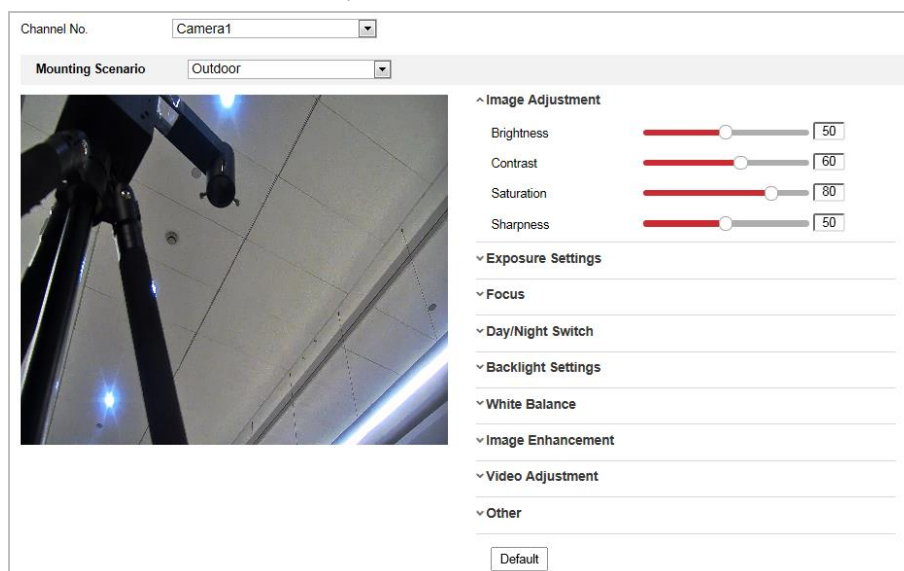 Channel No. Camera1
Mounting Scenario Outdoor
Image Adjustment
Brightness 50
Contrast 60
Saturation 80
Sharpness 50
Exposure Settings
Focus
Day/Night Switch
Backlight Settings
White Balance
Image Enhancement
Video Adjustment
Other
Default